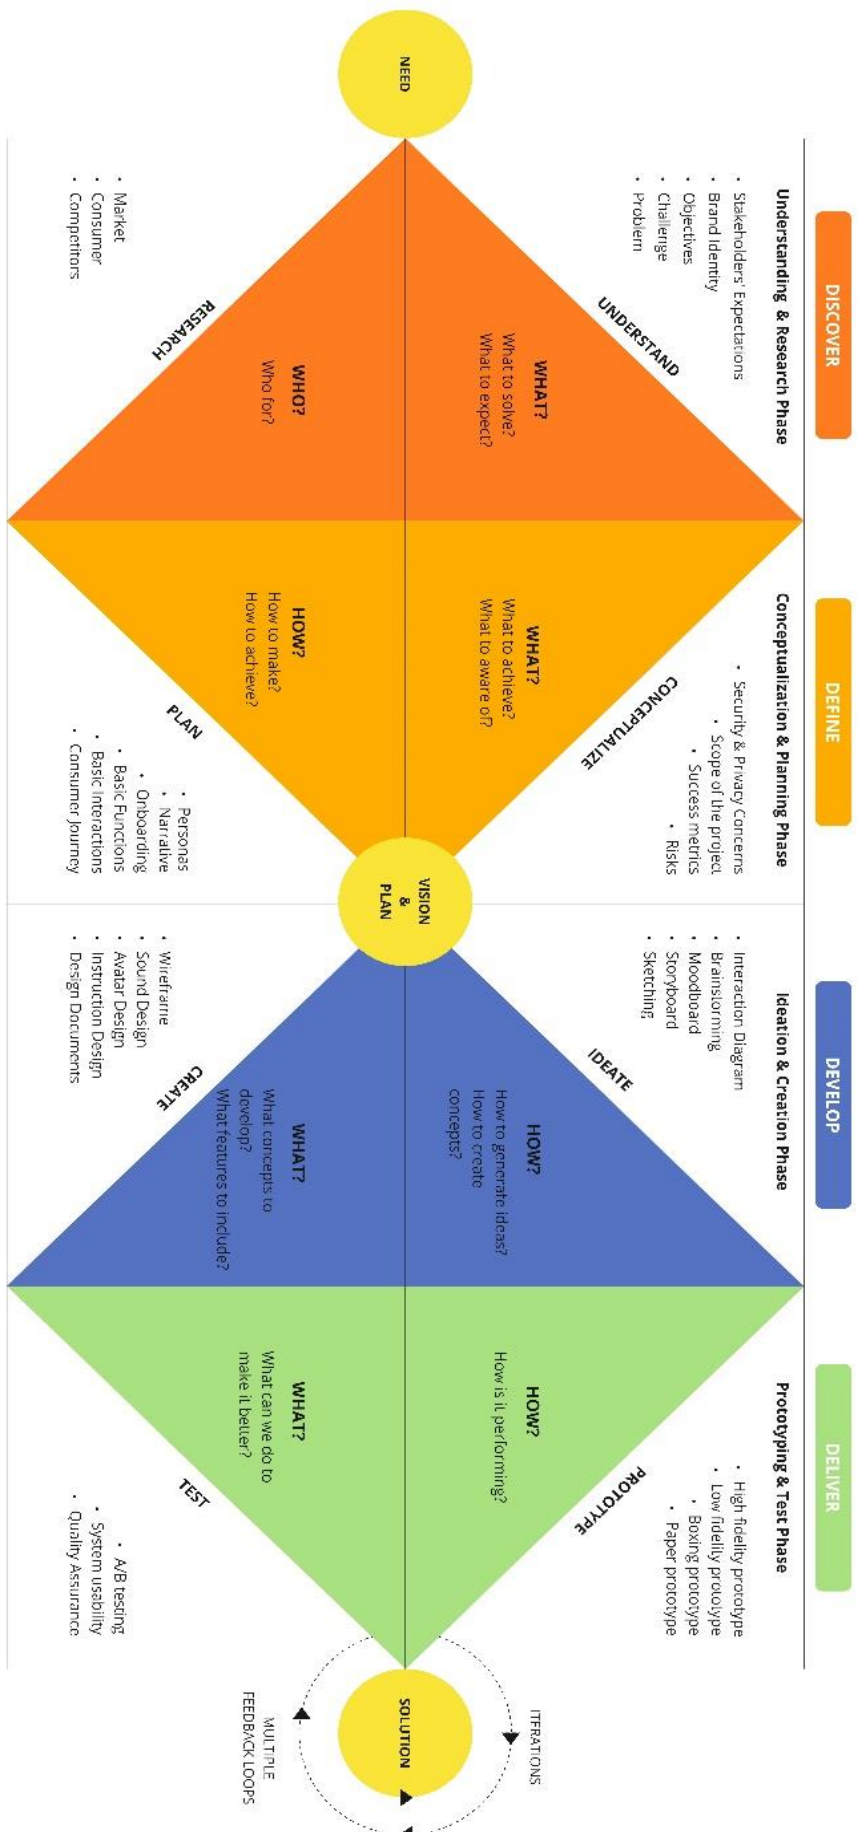 DISCOVER
DEFINE
DEVELOP
DELIVER
Understanding & Research Phase
Conceptualization & Planning Phase
Ideation & Creation Phase
Prototyping & Test Phase
• Stakeholders' Expectations
• Brand Identity
• Objectives
• Challenge
• Problem
• Security & Privacy Concerns
• Scope of the project
• Success metrics
• Risks
• Interaction Diagram
• Brainstorming
• Moodboard
• Storyboard
• Sketching
• High fidelity prototype
• Low fidelity prototype
• Boxing prototype
• Paper prototype
UNDERSTAND
CONCEPTUALIZE
IDEATE
PROTOTYPE
WHAT?
What to solve?
What to expect?
WHAT?
What to achieve?
What to aware of?
HOW?
How to generate ideas?
How to create
concepts?
HOW?
How is it performing?
ITERATIONS
NEED
VISION
&
PLAN
SOLUTION
WHO?
Who for?
HOW?
How to make?
How to achieve?
WHAT?
What concepts to
develop?
What features to include?
WHAT?
What can we do to
make it better?
MULTIPLE
FEEDBACK LOOPS
RESEARCH
PLAN
CREATE
TEST
• Market
• Consumer
• Competitors
• Personas
• Narrative
• Onboarding
• Basic Functions
• Basic Interactions
• Consumer Journey
• Wireframe
• Sound Design
• Avatar Design
• Instruction Design
• Design Documents
• A/B testing
• System usability
• Quality Assurance